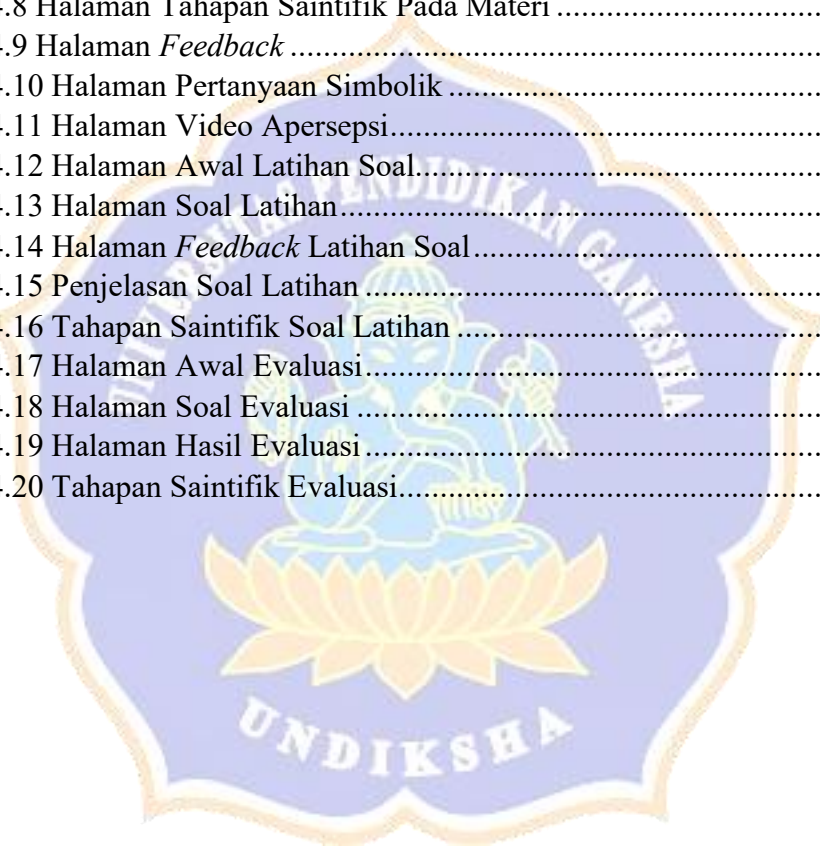 .8 Halaman Tahapan Saintifik Pada Materi ....................................
.9 Halaman Feedback ........................................................................
.10 Halaman Pertanyaan Simbolik ..................................................
.11 Halaman Video Apersepsi..........................................................
.12 Halaman Awal Latihan Soal.......................................................
.13 Halaman Soal Latihan.................................................................
.14 Halaman Feedback Latihan Soal...............................................
.15 Penjelasan Soal Latihan ..............................................................
.16 Tahapan Saintifik Soal Latihan ..................................................
.17 Halaman Awal Evaluasi..............................................................
.18 Halaman Soal Evaluasi ...............................................................
.19 Halaman Hasil Evaluasi ..............................................................
.20 Tahapan Saintifik Evaluasi.........................................................
UNIVERSITAS PENDIDIKAN GANESHA
UNDIKSHA